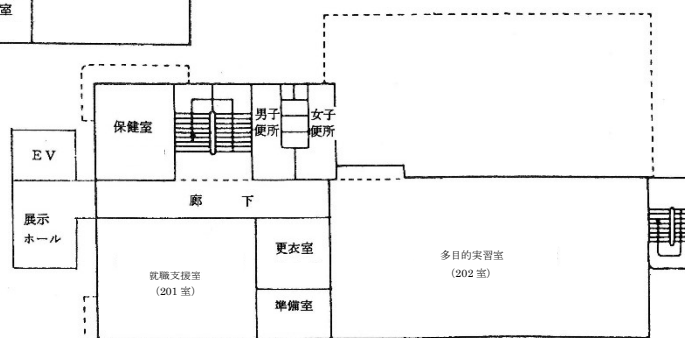 室
保健室
男子
便所
女子
便所
EV
展示
ホール
廊 下
更衣室
準備室
就職支援室
(201 室)
多目的実習室
(202 室)